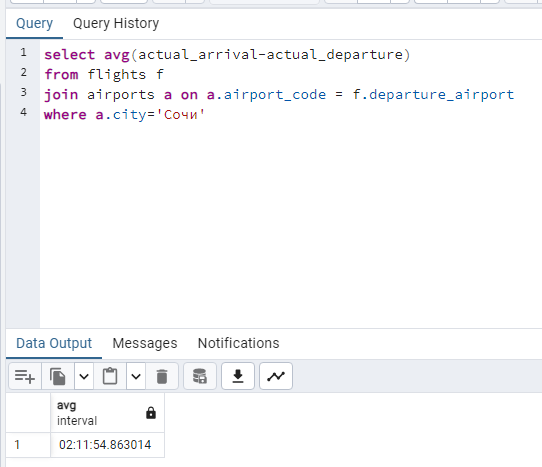 Query Query History
1 select avg(actual_arrival-actual_departure)
2 from flights f
3 join airports a on a.airport_code = f.departure_airport
4 where a.city='Сочи'
Data Output Messages Notifications
avg
interval
1 02:11:54.863014